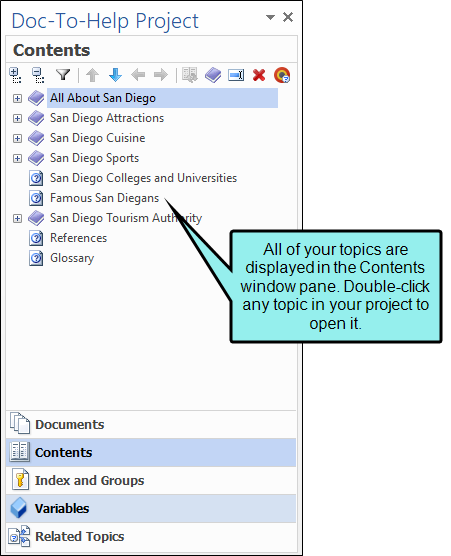 Doc-To-Help Project
Contents
All About San Diego
San Diego Attractions
San Diego Cuisine
San Diego Sports
San Diego Colleges and Universities
Famous San Diegans
San Diego Tourism Authority
References
Glossary
All of your topics are
displayed in the Contents
window pane. Double-click
any topic in your project to
open it.
Documents
Contents
Index and Groups
Variables
Related Topics